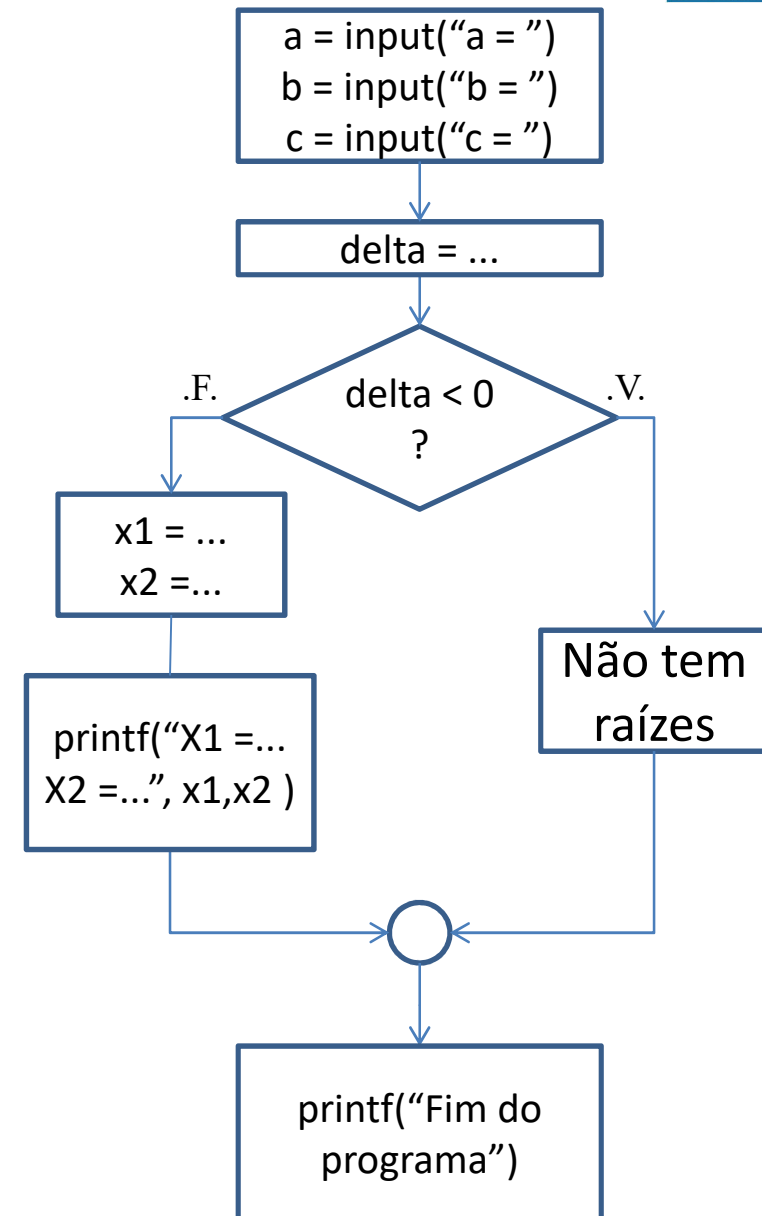 a = input(“a = ”)
b = input(“b = ”)
c = input(“c = ”)
delta = ...
.F.
delta < 0
?
.V.
x1 = ...
x2 =...
Não tem
raízes
printf(“X1 =...
X2 =...”, x1,x2 )
printf(“Fim do
programa”)